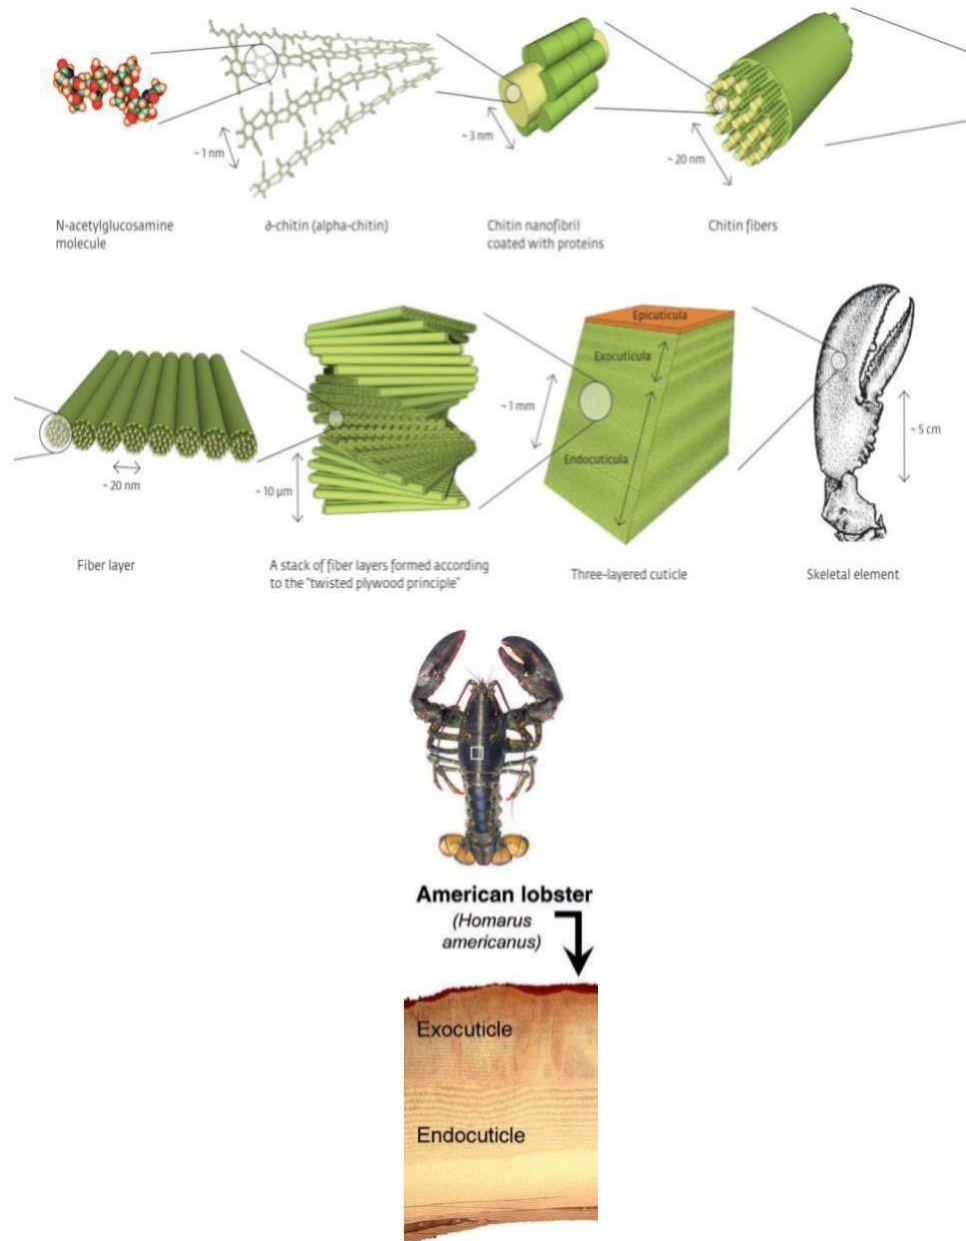 ~ 1 nm
~ 3 nm
~ 20 nm
N-acetylglucosamine
molecule
∂-chitin (alpha-chitin)
Chitin nanofibril
coated with proteins
Chitin fibers
Epicuticula
Exocuticula
~ 1 mm
Endocuticula
~ 5 cm
~ 20 nm
~ 10 µm
Fiber layer
A stack of fiber layers formed according
to the "twisted plywood principle"
Three-layered cuticle
Skeletal element
American lobster
(Homarus
americanus)
Exocuticle
Endocuticle